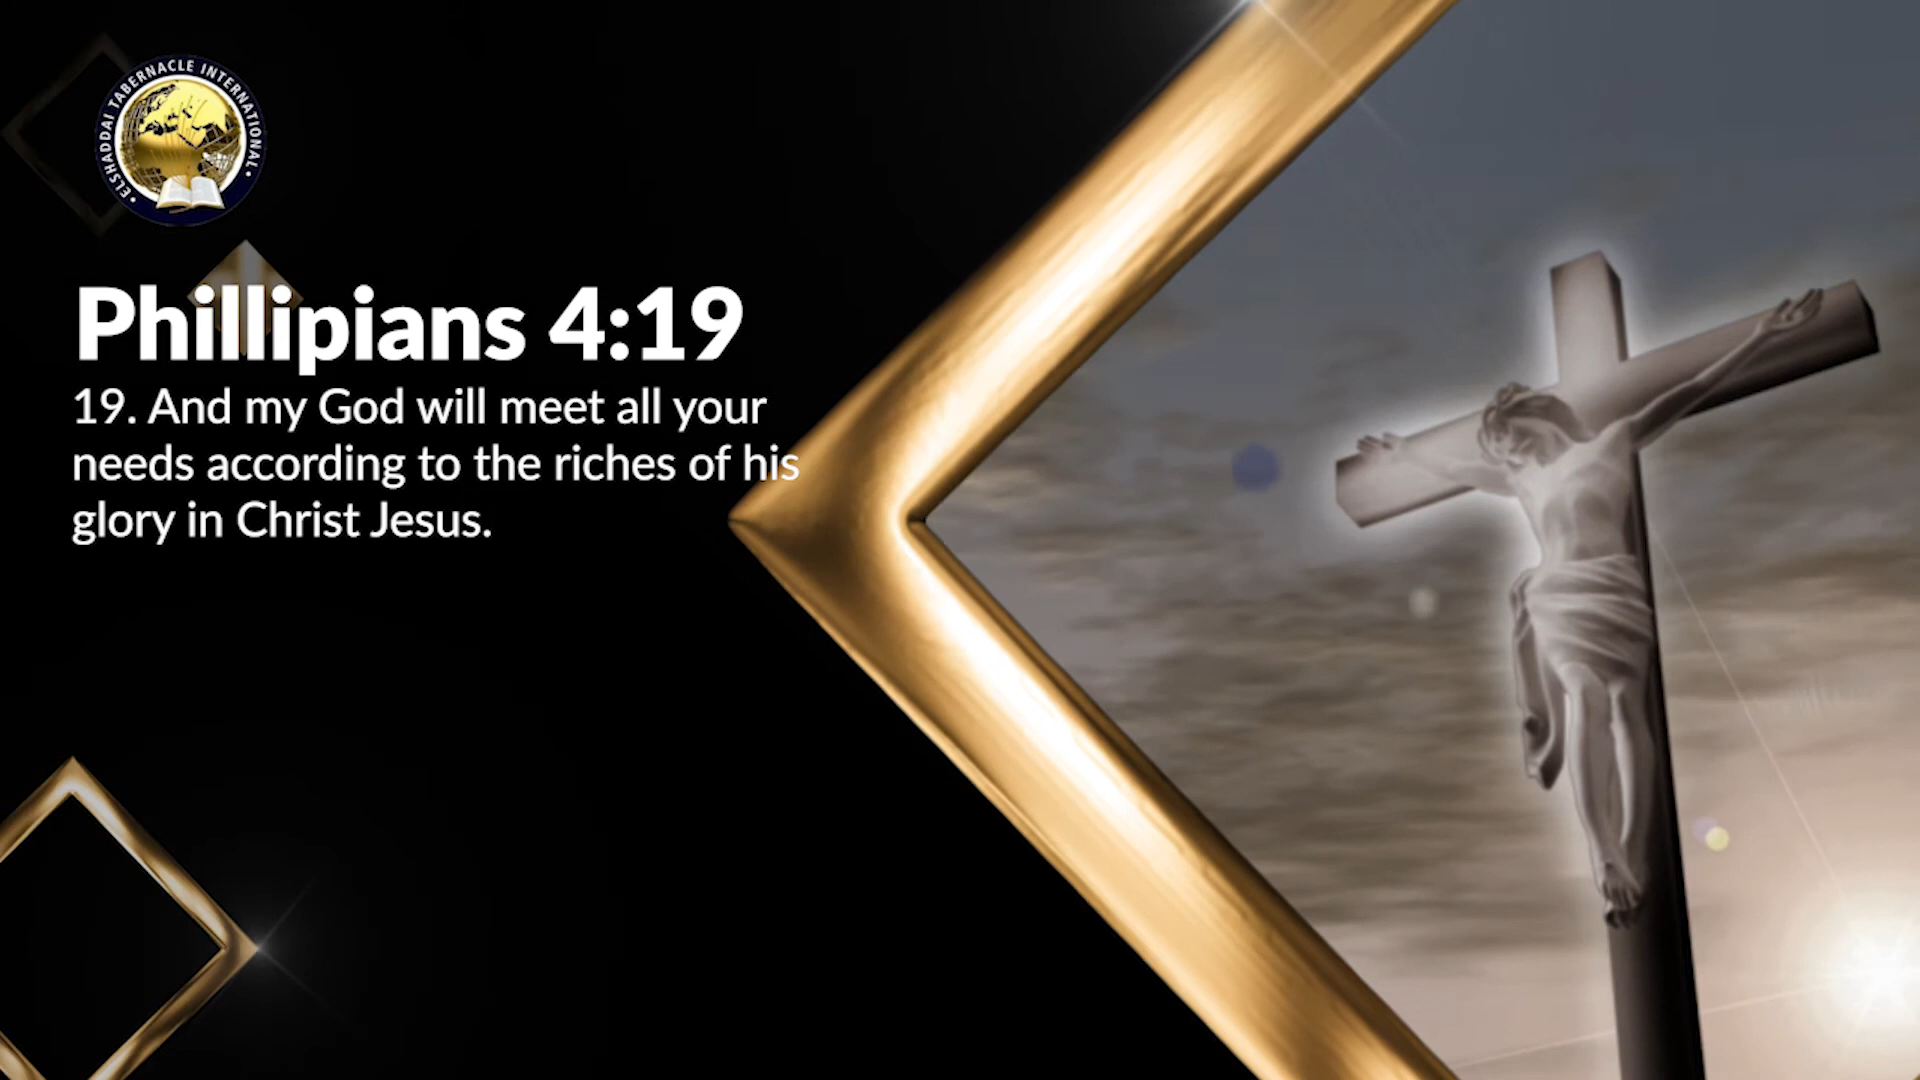 • ELSHADDAI TABERNACLE INTERNATIONAL •
Phillipians 4:19
19. And my God will meet all your
needs according to the riches of his
glory in Christ Jesus.